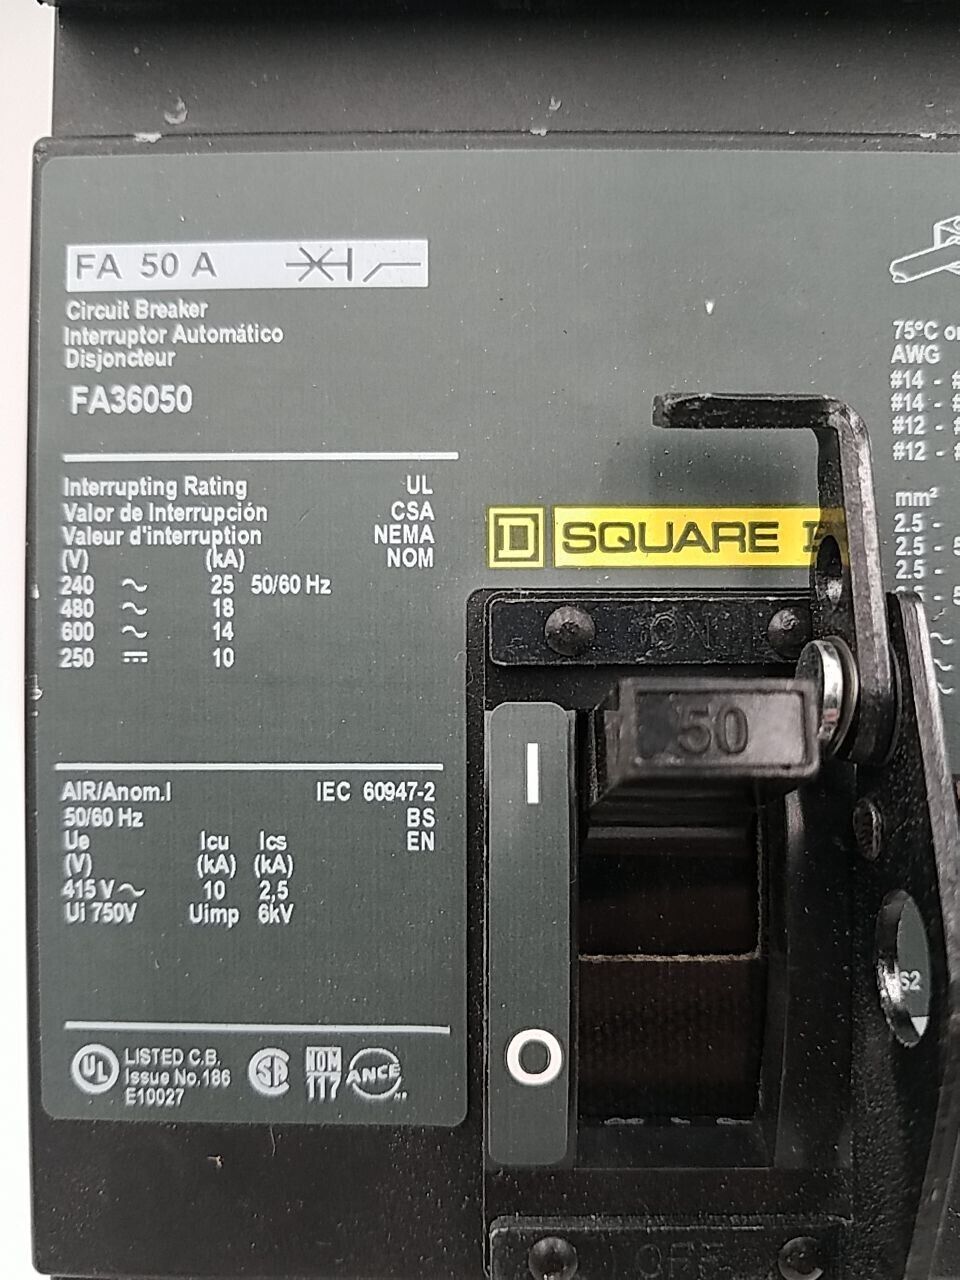 FA 50 A
Circuit Breaker
Interruptor Automático
Disjoncteur
FA36050
Interrupting Rating UL
Valor de Interrupción CSA
Valeur d'interruption NEMA
(V) (kA) NOM
240 ~ 25 50/60 Hz
480 ~ 18
600 ~ 14
250 ⎓ 10
AIR/Anom.I IEC 60947-2
50/60 Hz BS
Ue Icu Ics EN
(V) (kA) (kA)
415 V~ 10 2,5
Ui 750V Uimp 6kV
UL LISTED C.B.
Issue No.186
E10027
SA
NOM
117
ANCE
D SQUARE
ON
50
I
O
OFF
75°C
AWG
#14 -
#14 -
#12 -
#12 -
mm²
2.5 -
2.5 -
2.5 -
S2